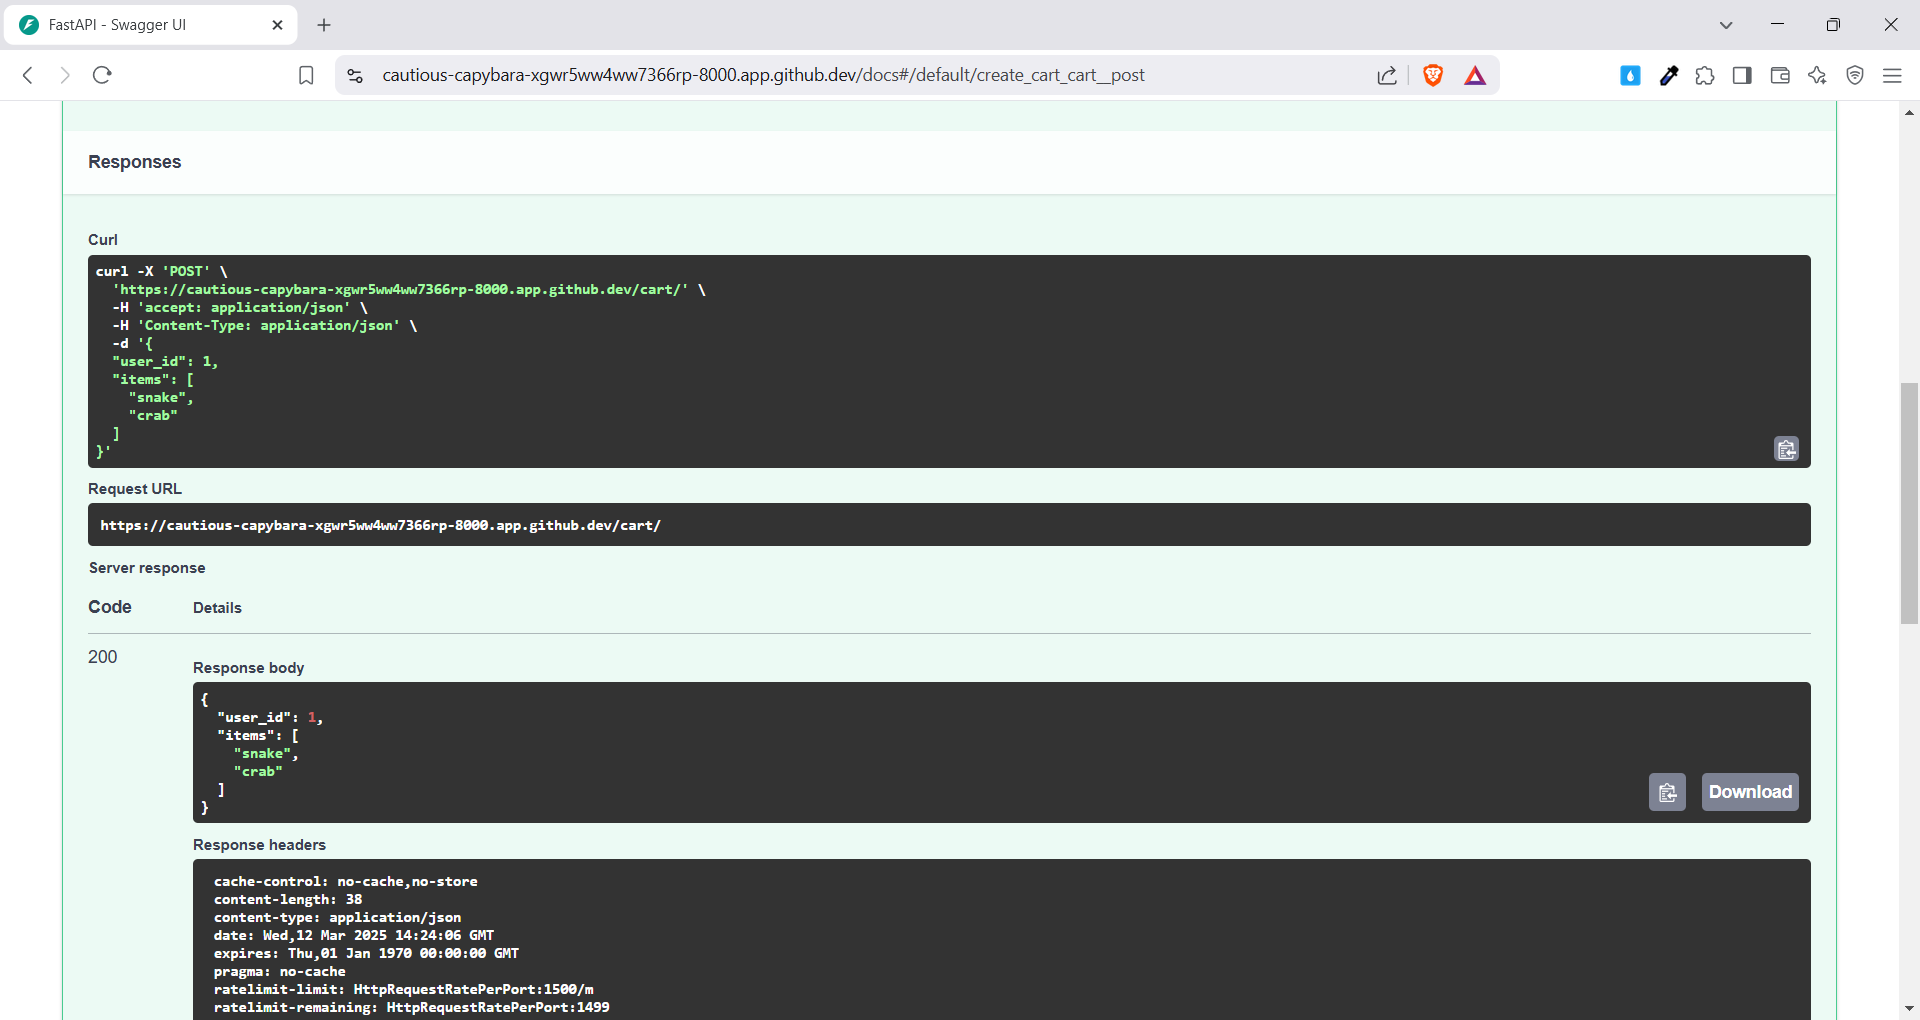 FastAPI - Swagger UI
cautious-capybara-xgwr5ww4ww7366rp-8000.app.github.dev/docs#/default/create_cart_cart__post
Responses
Curl
curl -X 'POST' \
  'https://cautious-capybara-xgwr5ww4ww7366rp-8000.app.github.dev/cart/' \
  -H 'accept: application/json' \
  -H 'Content-Type: application/json' \
  -d '{
  "user_id": 1,
  "items": [
    "snake",
    "crab"
  ]
}'
Request URL
https://cautious-capybara-xgwr5ww4ww7366rp-8000.app.github.dev/cart/
Server response
Code Details
200
Response body
{
  "user_id": 1,
  "items": [
    "snake",
    "crab"
  ]
}
Download
Response headers
cache-control: no-cache,no-store
content-length: 38
content-type: application/json
date: Wed,12 Mar 2025 14:24:06 GMT
expires: Thu,01 Jan 1970 00:00:00 GMT
pragma: no-cache
ratelimit-limit: HttpRequestRatePerPort:1500/m
ratelimit-remaining: HttpRequestRatePerPort:1499